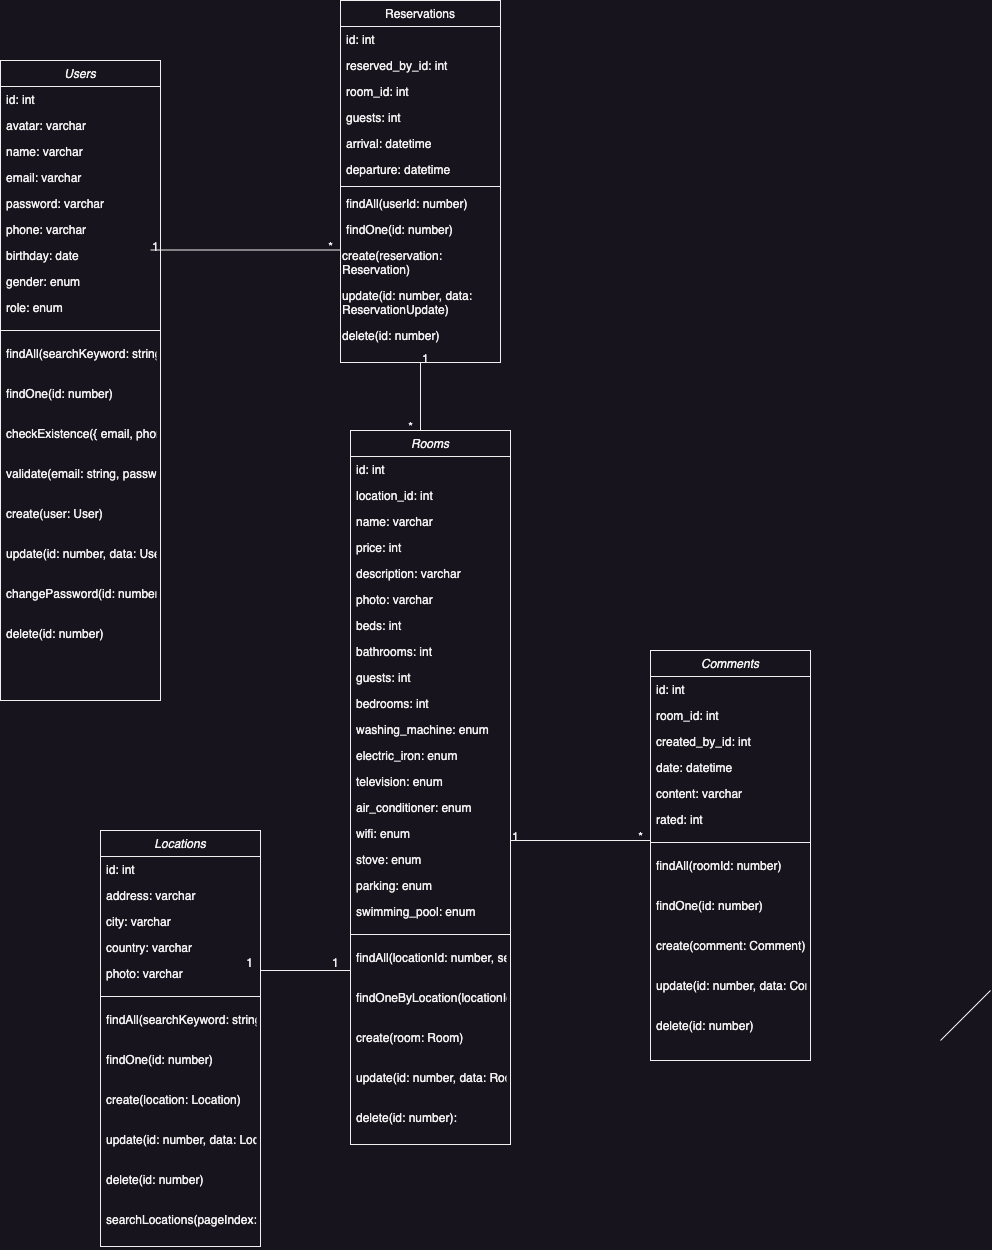 Reservations
id: int
reserved_by_id: int
room_id: int
guests: int
arrival: datetime
departure: datetime
findAll(userId: number)
findOne(id: number)
create(reservation:
Reservation)
update(id: number, data:
ReservationUpdate)
delete(id: number)
Users
id: int
avatar: varchar
name: varchar
email: varchar
password: varchar
phone: varchar
birthday: date
gender: enum
role: enum
findAll(searchKeyword: string
findOne(id: number)
checkExistence({ email, pho
validate(email: string, passw
create(user: User)
update(id: number, data: Use
changePassword(id: number
delete(id: number)
1
*
1
*
Rooms
id: int
location_id: int
name: varchar
price: int
description: varchar
photo: varchar
beds: int
bathrooms: int
guests: int
bedrooms: int
washing_machine: enum
electric_iron: enum
television: enum
air_conditioner: enum
wifi: enum
stove: enum
parking: enum
swimming_pool: enum
findAll(locationId: number, se
findOneByLocation(locationI
create(room: Room)
update(id: number, data: Roo
delete(id: number):
1
*
Comments
id: int
room_id: int
created_by_id: int
date: datetime
content: varchar
rated: int
findAll(roomId: number)
findOne(id: number)
create(comment: Comment)
update(id: number, data: Con
delete(id: number)
Locations
id: int
address: varchar
city: varchar
country: varchar
photo: varchar
findAll(searchKeyword: string
findOne(id: number)
create(location: Location)
update(id: number, data: Loc
delete(id: number)
searchLocations(pageIndex:
1
1